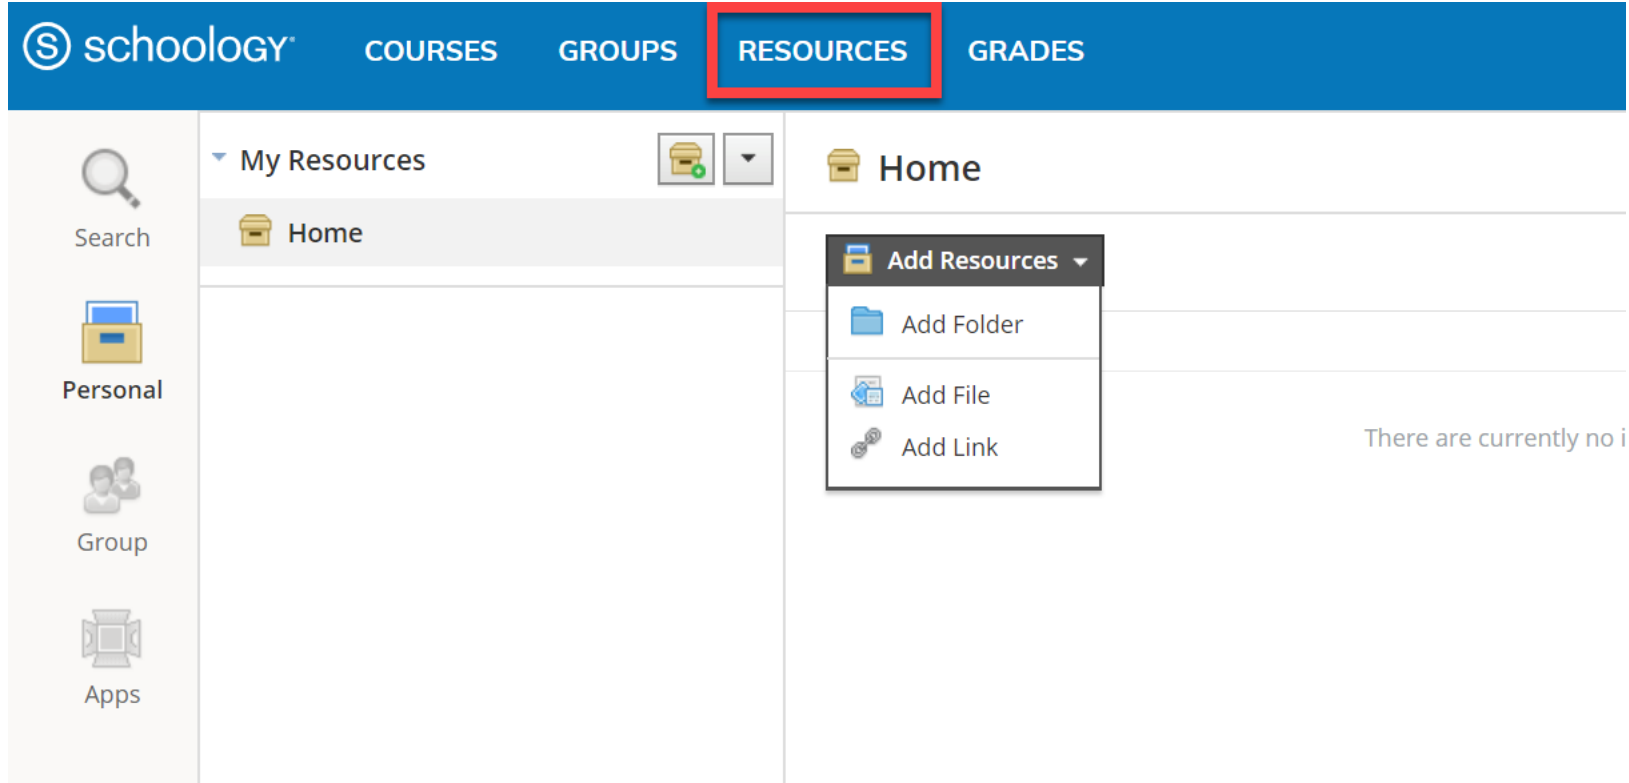 schoology COURSES GROUPS RESOURCES GRADES
Search
Personal
Group
Apps
My Resources
Home
Home
Add Resources
Add Folder
Add File
Add Link
There are currently no i